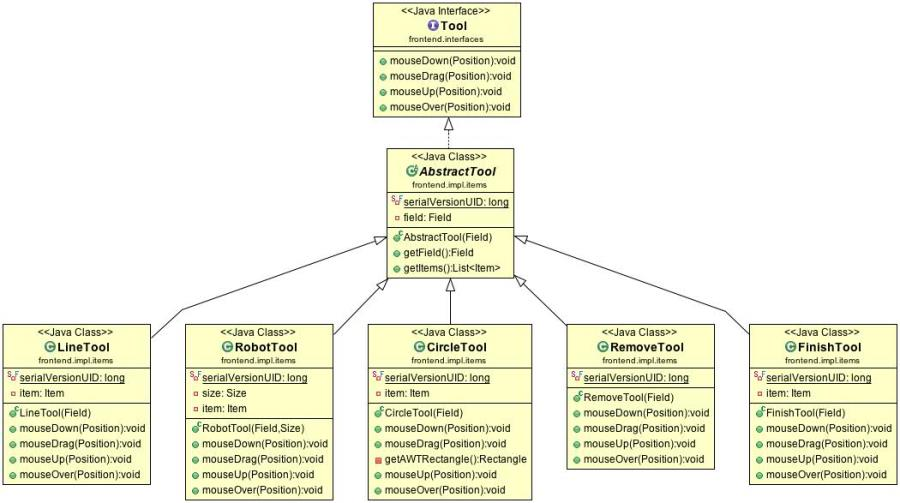 <<Java Interface>>
Tool
frontend.interfaces
mouseDown(Position):void
mouseDrag(Position):void
mouseUp(Position):void
mouseOver(Position):void
<<Java Class>>
AbstractTool
frontend.impl.items
serialVersionUID: long
field: Field
AbstractTool(Field)
getField():Field
getItems():List<Item>
<<Java Class>>
LineTool
frontend.impl.items
serialVersionUID: long
item: Item
LineTool(Field)
mouseDown(Position):void
mouseDrag(Position):void
mouseUp(Position):void
mouseOver(Position):void
<<Java Class>>
RobotTool
frontend.impl.items
serialVersionUID: long
size: Size
item: Item
RobotTool(Field,Size)
mouseDown(Position):void
mouseDrag(Position):void
mouseUp(Position):void
mouseOver(Position):void
<<Java Class>>
CircleTool
frontend.impl.items
serialVersionUID: long
item: Item
CircleTool(Field)
mouseDown(Position):void
mouseDrag(Position):void
getAWTRectangle():Rectangle
mouseUp(Position):void
mouseOver(Position):void
<<Java Class>>
RemoveTool
frontend.impl.items
serialVersionUID: long
RemoveTool(Field)
mouseDown(Position):void
mouseDrag(Position):void
mouseUp(Position):void
mouseOver(Position):void
<<Java Class>>
FinishTool
frontend.impl.items
serialVersionUID: long
item: Item
FinishTool(Field)
mouseDown(Position):void
mouseDrag(Position):void
mouseUp(Position):void
mouseOver(Position):void